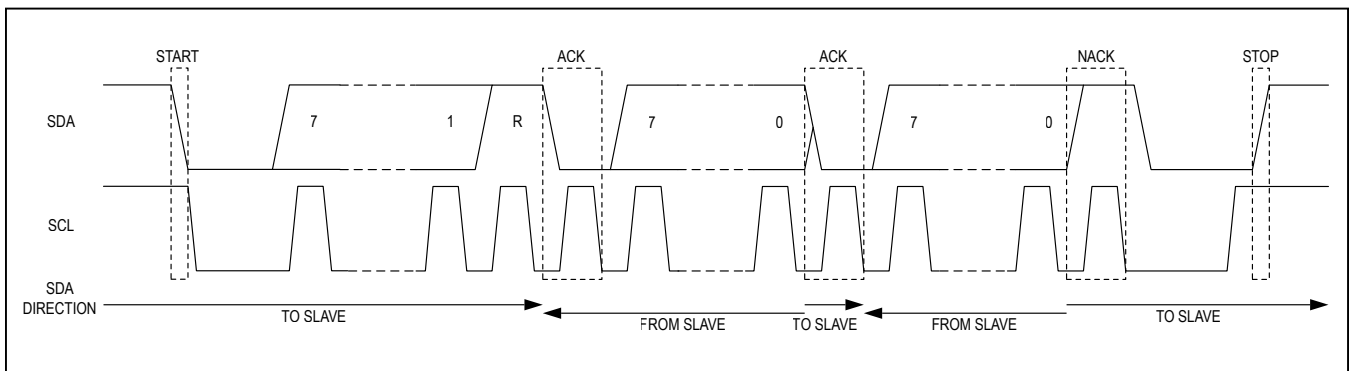 START ACK ACK NACK STOP
SDA 7 1 R 7 0 7 0
SCL
SDA
DIRECTION
TO SLAVE FROM SLAVE TO SLAVE FROM SLAVE TO SLAVE